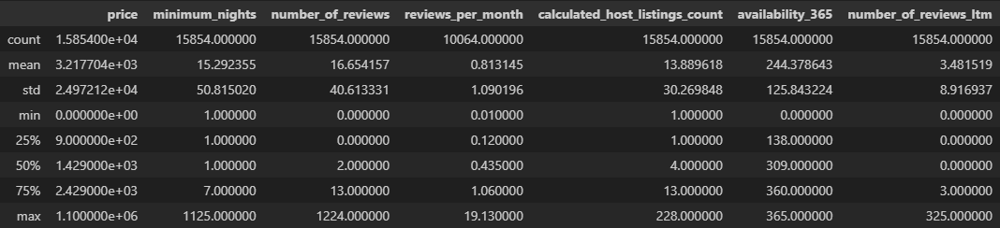 price minimum_nights number_of_reviews reviews_per_month calculated_host_listings_count availability_365 number_of_reviews_ltm
count 1.585400e+04 15854.000000 15854.000000 10064.000000 15854.000000 15854.000000 15854.000000
mean 3.217704e+03 15.292355 16.654157 0.813145 13.889618 244.378643 3.481519
std 2.497212e+04 50.815020 40.613331 1.090196 30.269848 125.843224 8.916937
min 0.000000e+00 1.000000 0.000000 0.010000 1.000000 0.000000 0.000000
25% 9.000000e+02 1.000000 0.000000 0.120000 1.000000 138.000000 0.000000
50% 1.429000e+03 1.000000 2.000000 0.435000 4.000000 309.000000 0.000000
75% 2.429000e+03 7.000000 13.000000 1.060000 13.000000 360.000000 3.000000
max 1.100000e+06 1125.000000 1224.000000 19.130000 228.000000 365.000000 325.000000